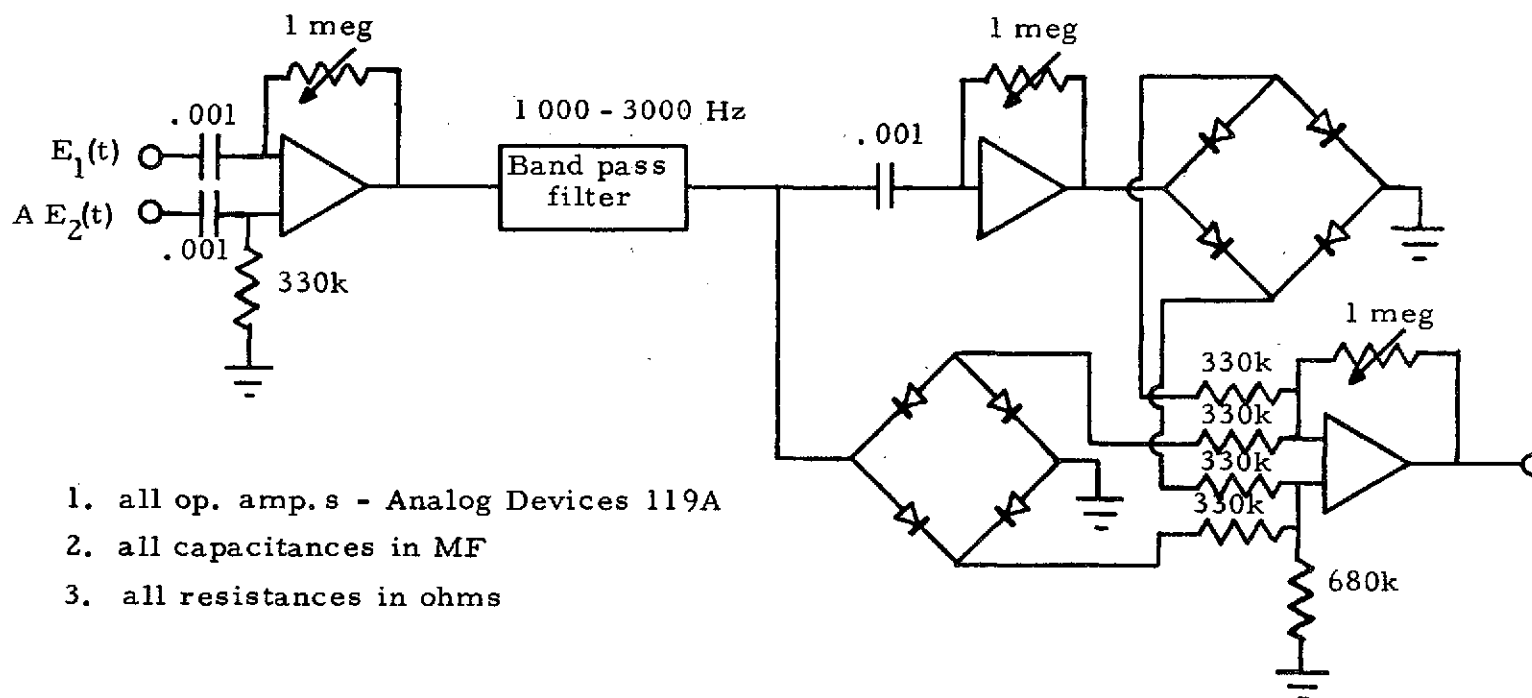 1 meg
1 meg
.001
1 000 - 3000 Hz
.001
E1(t)
Band pass
filter
A E2(t)
.001
330k
1 meg
330k
330k
330k
330k
680k
1. all op. amp. s - Analog Devices 119A
2. all capacitances in MF
3. all resistances in ohms